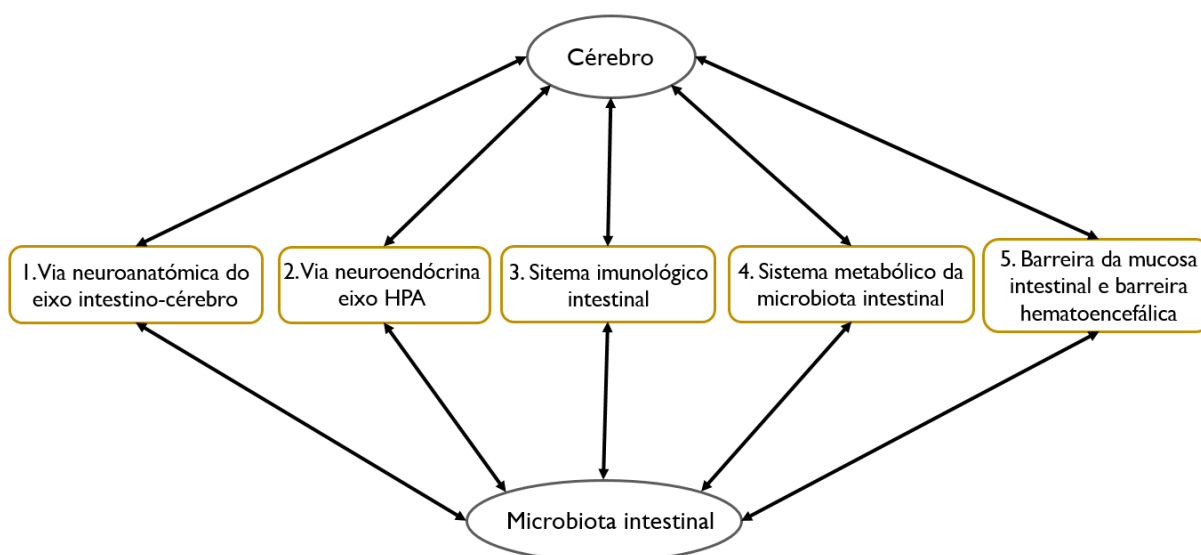 Cérebro
1. Via neuroanatómica do
eixo intestino-cérebro
2. Via neuroendócrina
eixo HPA
3. Sitema imunológico
intestinal
4. Sistema metabólico da
microbiota intestinal
5. Barreira da mucosa
intestinal e barreira
hematoencefálica
Microbiota intestinal